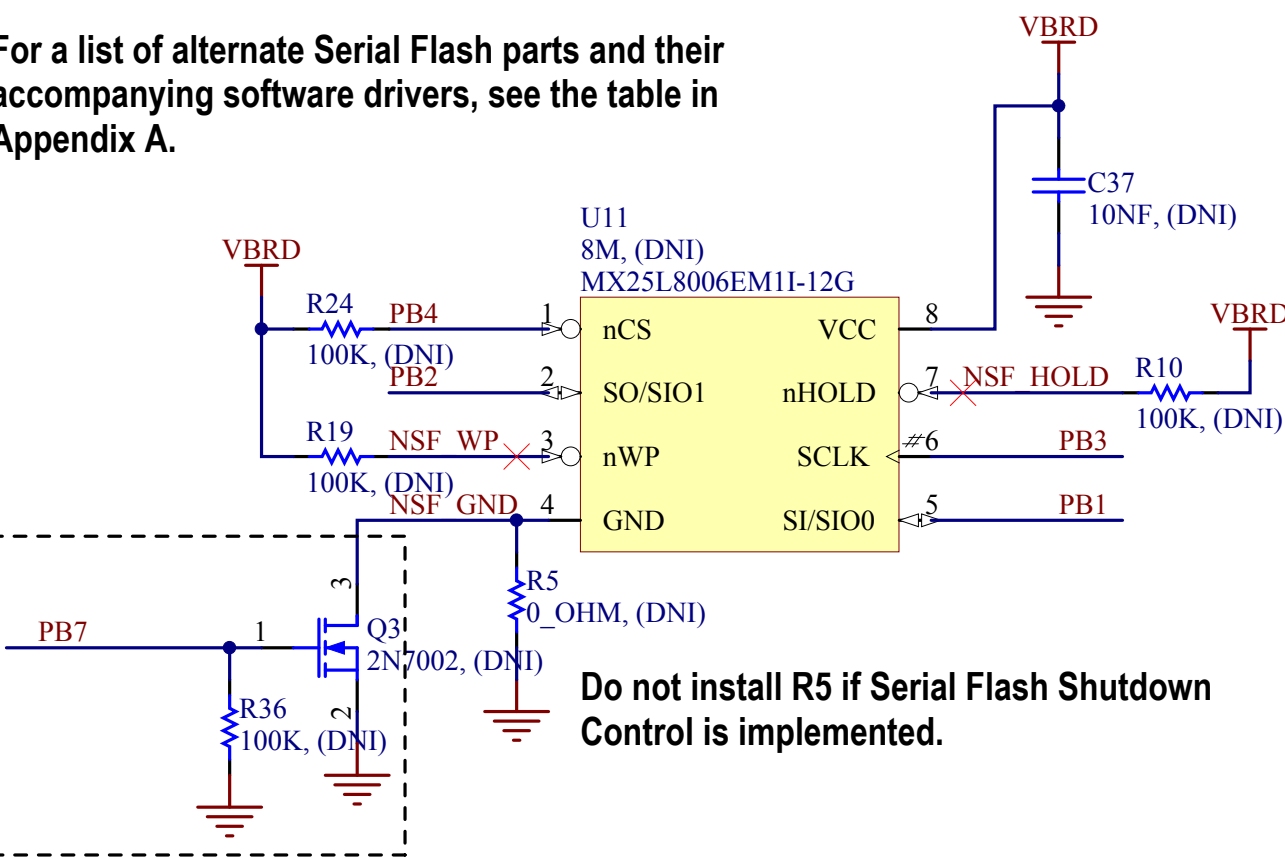 For a list of alternate Serial Flash parts and their
accompanying software drivers, see the table in
Appendix A.
VBRD
C37
10NF, (DNI)
U11
8M, (DNI)
MX25L8006EM1I-12G
VBRD
R24
PB4
1
nCS
VCC
8
100K, (DNI)
VBRD
PB2
2
SO/SIO1
nHOLD
7
NSF_HOLD
R10
100K, (DNI)
R19
NSF_WP
3
nWP
SCLK
6
PB3
100K, (DNI)
NSF_GND
4
GND
SI/SIO0
5
PB1
3
R5
0_OHM, (DNI)
PB7
1
Q3
2N7002, (DNI)
2
R36
100K, (DNI)
Do not install R5 if Serial Flash Shutdown
Control is implemented.